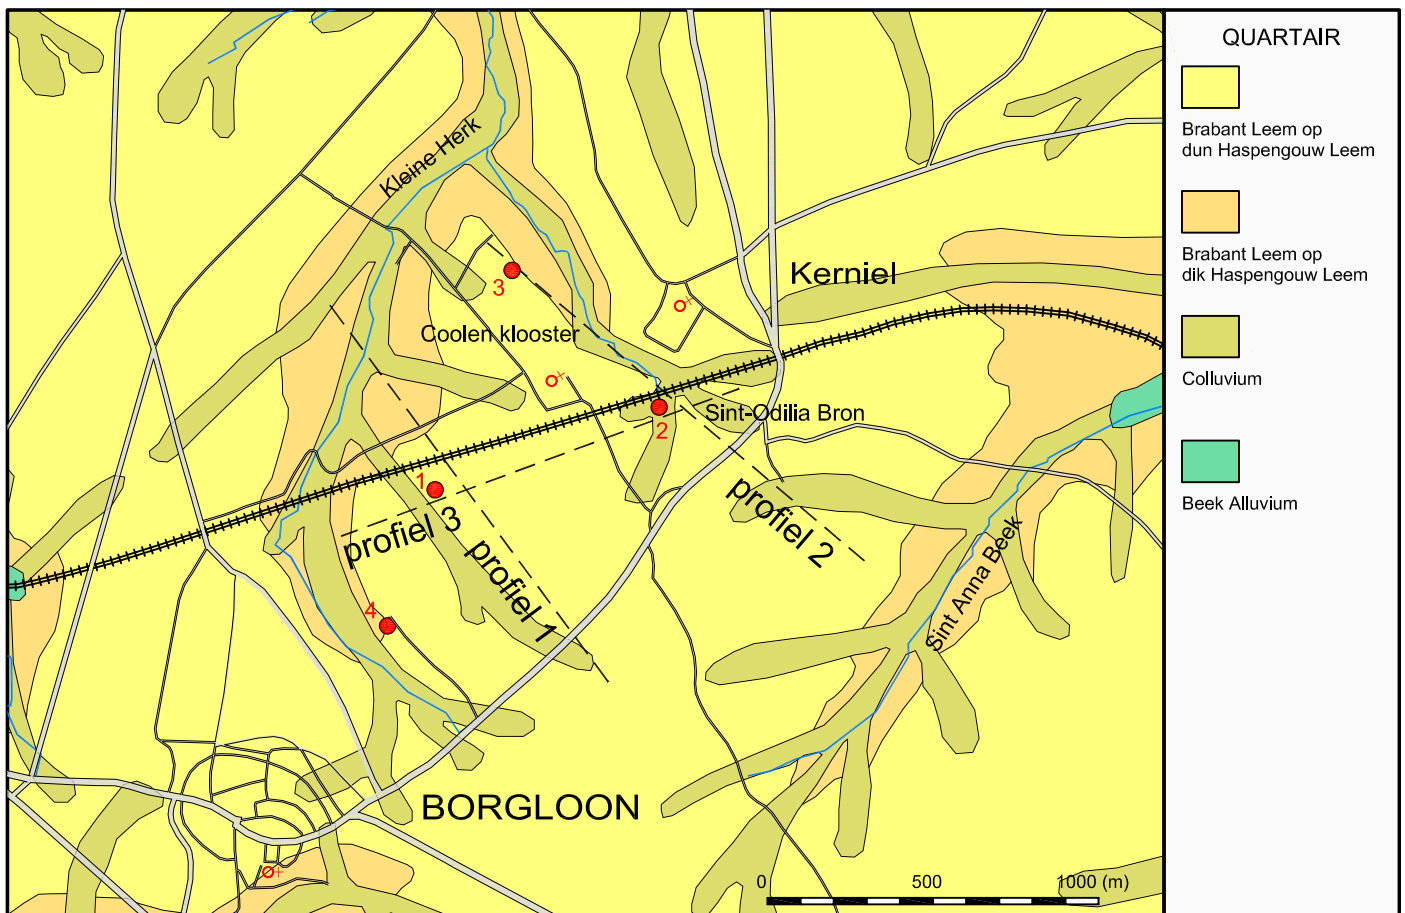 QUARTAIR
Brabant Leem op
dun Haspengouw Leem
Brabant Leem op
dik Haspengouw Leem
Colluvium
Beek Alluvium
Kleine Herk
Kerniel
3
Coolen klooster
Sint-Odilia Bron
2
1
profiel 3
profiel 2
profiel 1
Sint Anna Beek
4
BORGLOON
0 500 1000 (m)